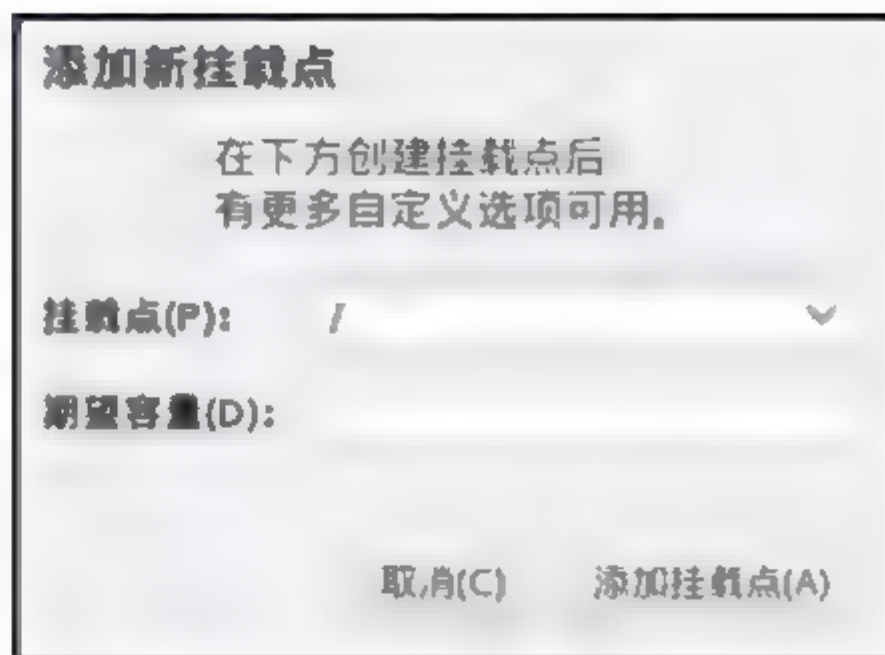 添加新挂载点
在下方创建挂载点后
有更多自定义选项可用。
挂载点(P): /
期望容量(D):
取消(C) 添加挂载点(A)